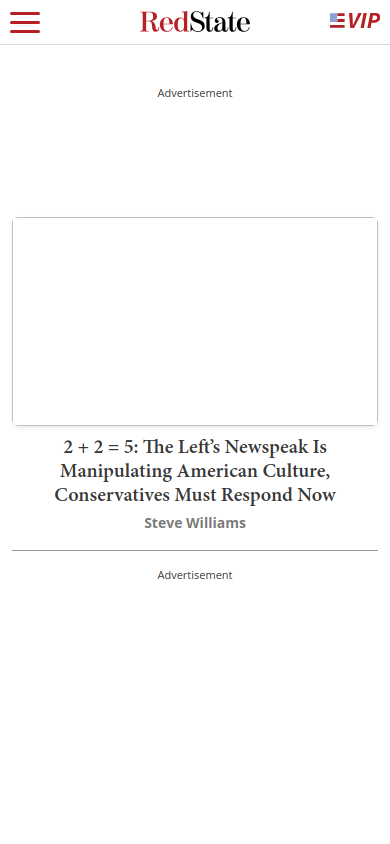 RedState
VIP
Advertisement
2 + 2 = 5: The Left’s Newspeak Is
Manipulating American Culture,
Conservatives Must Respond Now
Steve Williams
Advertisement